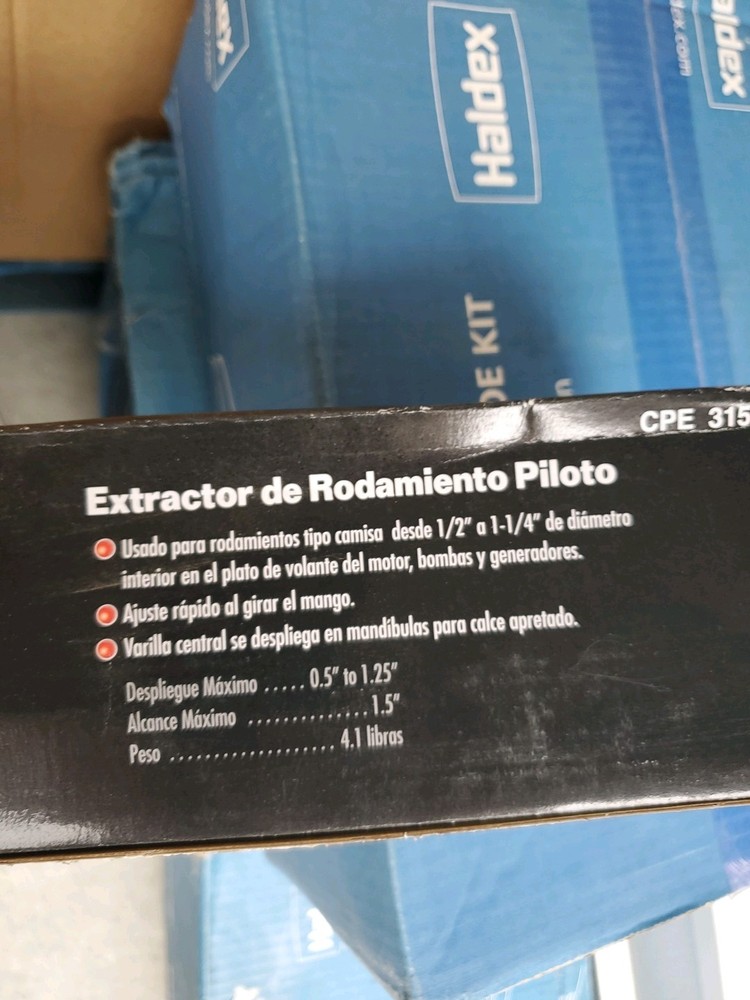 Haldex
DE KIT
CPE 315
Extractor de Rodamiento Piloto
Usado para rodamientos tipo camisa desde 1/2" a 1-1/4" de diámetro
interior en el plato de volante del motor, bombas y generadores.
Ajuste rápido al girar el mango.
Varilla central se despliega en mandíbulas para calce apretado.
Despliegue Máximo ..... 0.5" to 1.25"
Alcance Máximo .............. 1.5"
Peso ................... 4.1 libras